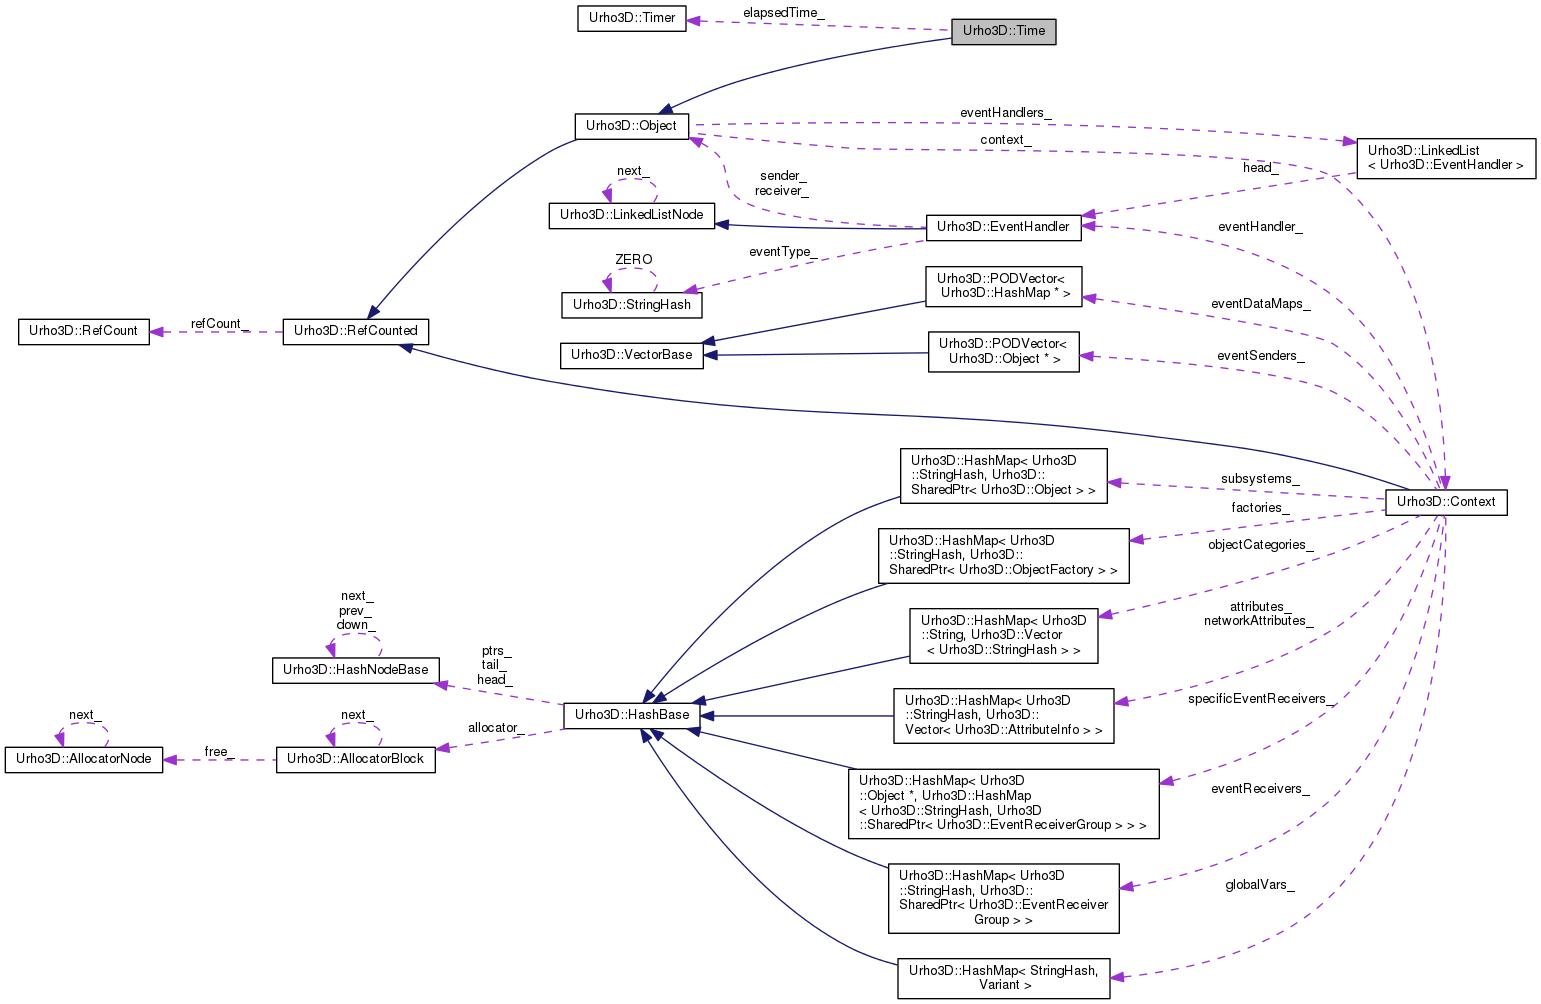 elapsedTime_
Urho3D::Timer
Urho3D::Time
Urho3D::Object
eventHandlers_
context_
Urho3D::LinkedList
< Urho3D::EventHandler >
head_
next_
sender_
receiver_
Urho3D::LinkedListNode
Urho3D::EventHandler
eventHandler_
eventType_
ZERO
Urho3D::StringHash
Urho3D::PODVector<
Urho3D::HashMap * >
eventDataMaps_
Urho3D::RefCount
refCount_
Urho3D::RefCounted
Urho3D::VectorBase
Urho3D::PODVector<
Urho3D::Object * >
eventSenders_
Urho3D::HashMap< Urho3D
::StringHash, Urho3D::
SharedPtr< Urho3D::Object > >
subsystems_
Urho3D::Context
factories_
Urho3D::HashMap< Urho3D
::StringHash, Urho3D::
SharedPtr< Urho3D::ObjectFactory > >
objectCategories_
Urho3D::HashMap< Urho3D
::String, Urho3D::Vector
< Urho3D::StringHash > >
attributes_
networkAttributes_
next_
prev_
down_
Urho3D::HashNodeBase
ptrs_
tail_
head_
Urho3D::HashMap< Urho3D
::StringHash, Urho3D::
Vector< Urho3D::AttributeInfo > >
specificEventReceivers_
Urho3D::HashBase
allocator_
next_
next_
Urho3D::AllocatorNode
free_
Urho3D::AllocatorBlock
Urho3D::HashMap< Urho3D
::Object *, Urho3D::HashMap
< Urho3D::StringHash, Urho3D
::SharedPtr< Urho3D::EventReceiverGroup > > >
eventReceivers_
Urho3D::HashMap< Urho3D
::StringHash, Urho3D::
SharedPtr< Urho3D::EventReceiver
Group > >
globalVars_
Urho3D::HashMap< StringHash,
Variant >